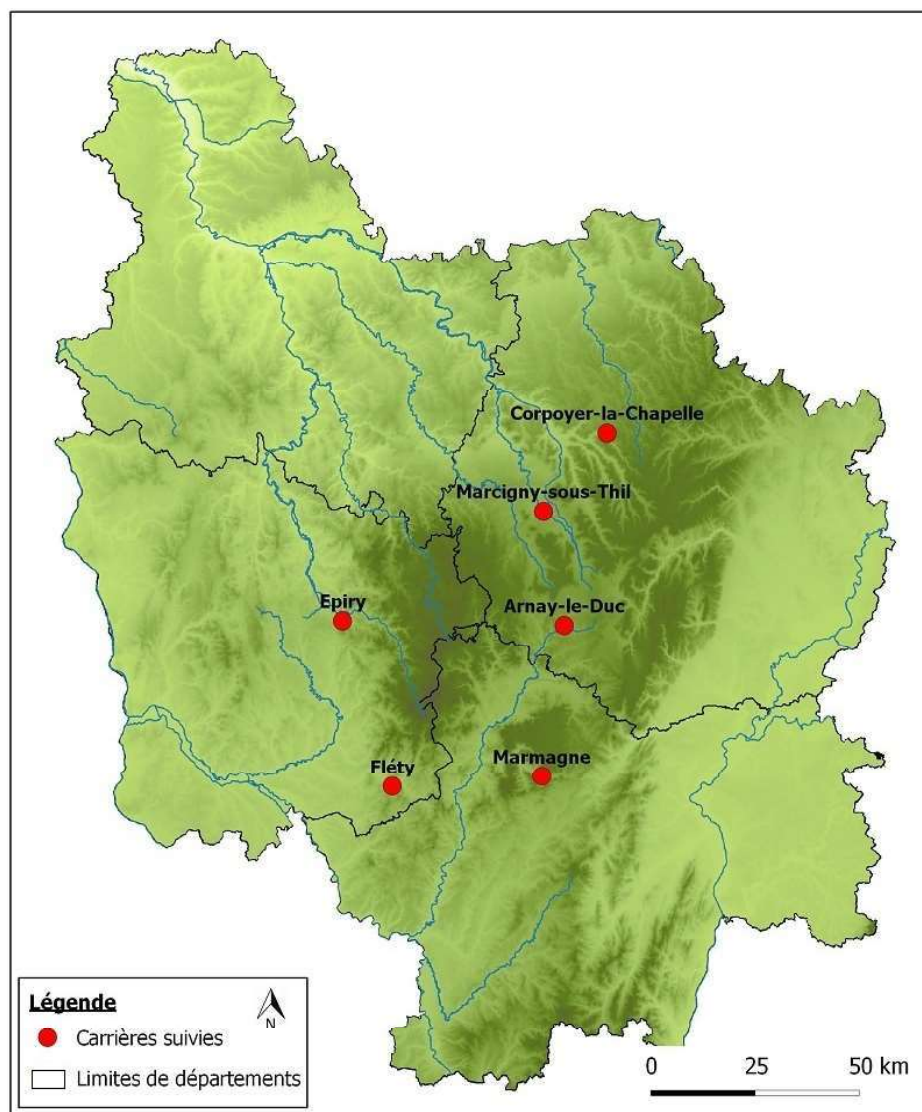 Corpoyer-la-Chapelle
Marcigny-sous-Thil
Epiry
Arnay-le-Duc
Fléty
Marmagne
Légende
N
Carrières suivies
Limites de départements
0 25 50 km